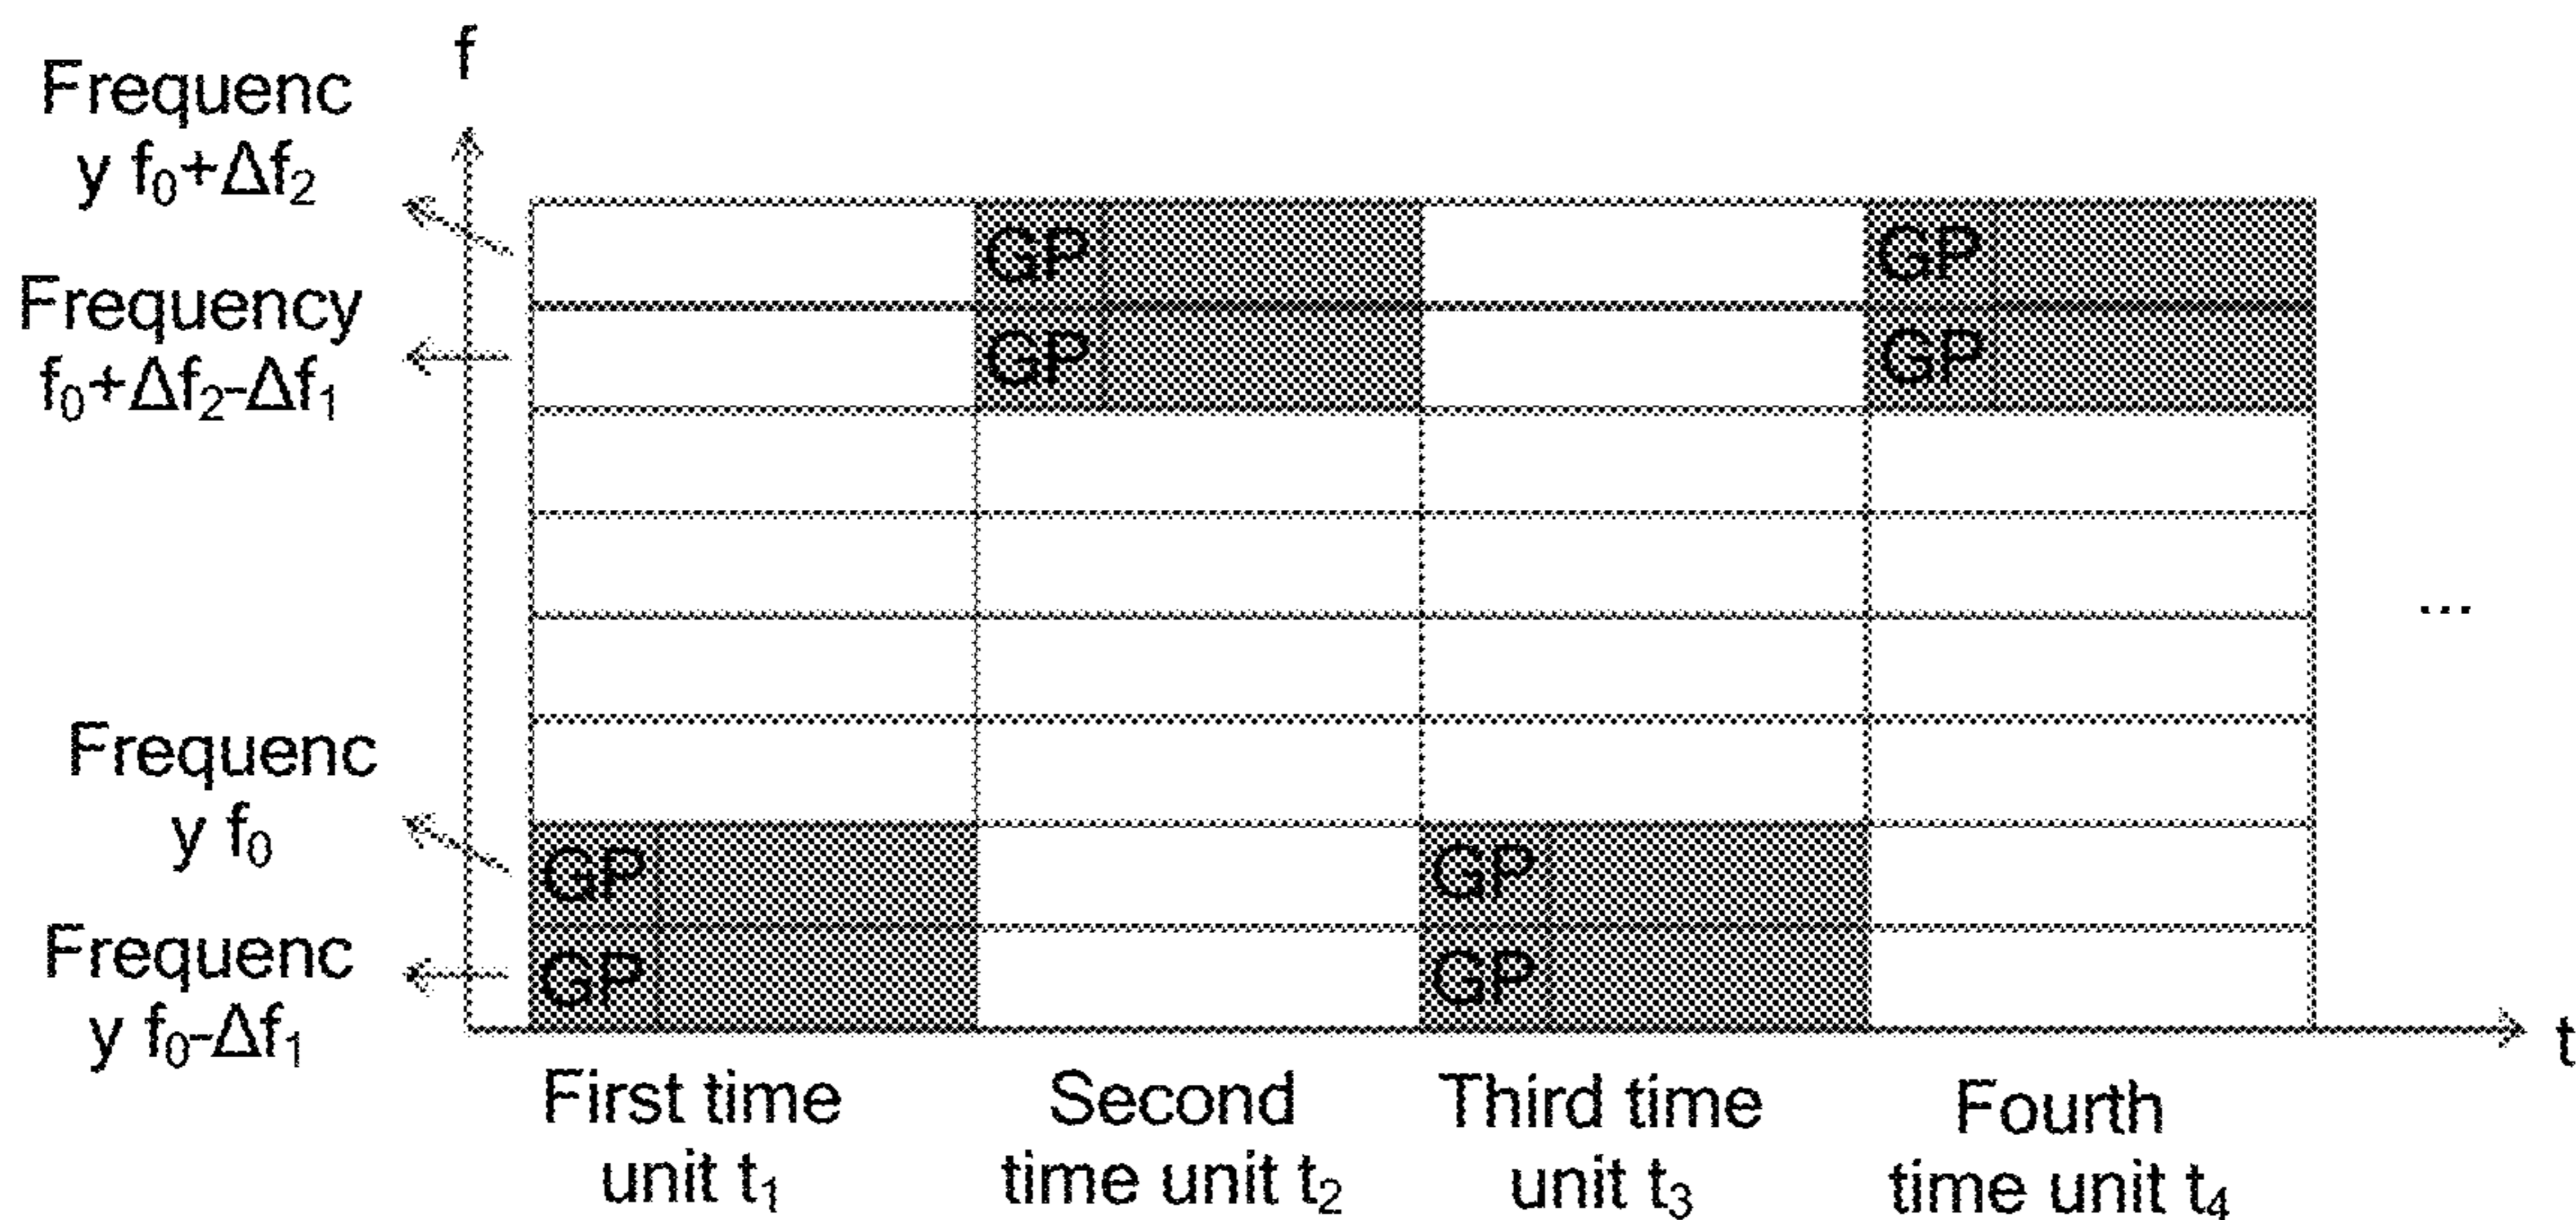 f
Frequenc
y f₀+Δf₂
Frequency
f₀+Δf₂-Δf₁
GP
GP
GP
GP
...
Frequenc
y f₀
Frequenc
y f₀-Δf₁
GP
GP
GP
GP
t
First time
unit t₁
Second
time unit t₂
Third time
unit t₃
Fourth
time unit t₄